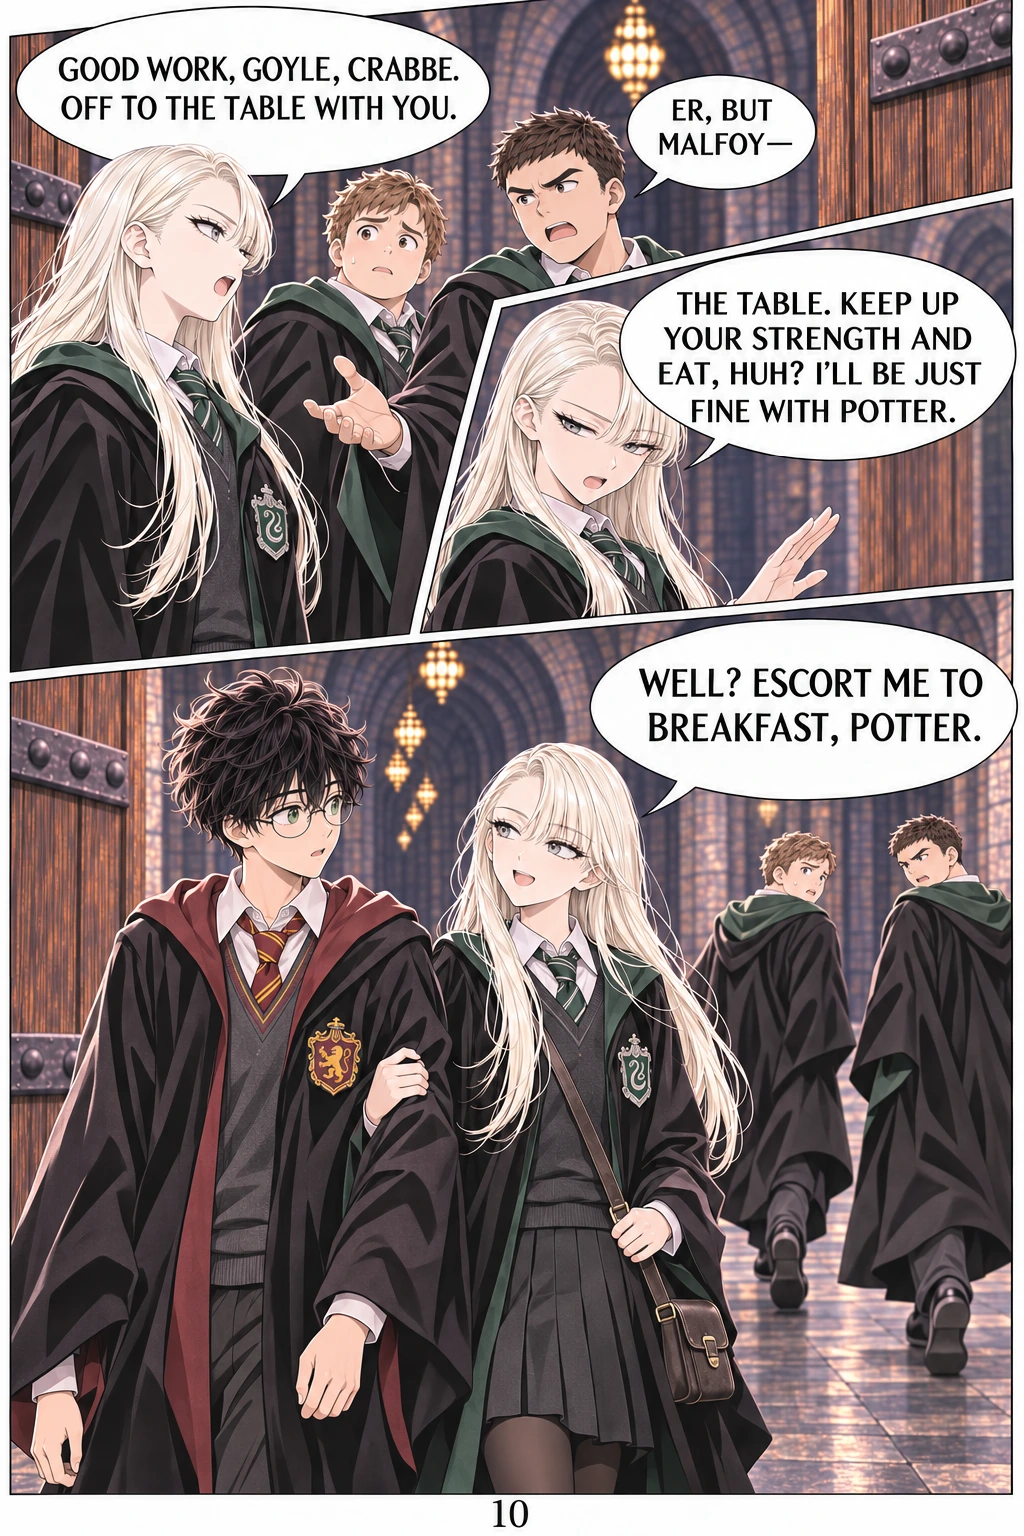 GOOD WORK, GOYLE, CRABBE.
OFF TO THE TABLE WITH YOU.
ER, BUT
MALFOY—
THE TABLE. KEEP UP
YOUR STRENGTH AND
EAT, HUH? I'LL BE JUST
FINE WITH POTTER.
WELL? ESCORT ME TO
BREAKFAST, POTTER.
10